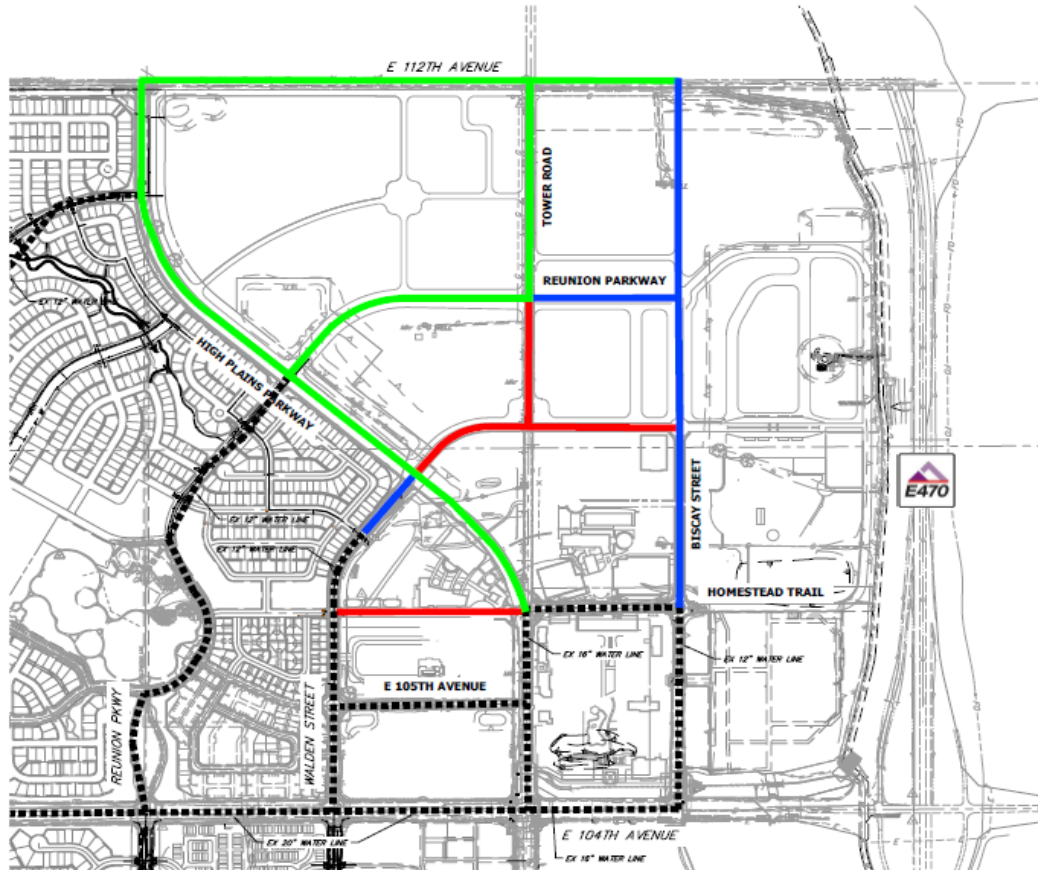 E 112TH AVENUE
TOWER ROAD
REUNION PARKWAY
EX 12" WATER LINE
HIGH PLAINS PARKWAY
E470
EX 12" WATER LINE
BISCAY STREET
EX 12" WATER LINE
HOMESTEAD TRAIL
EX 16" WATER LINE
EX 12" WATER LINE
E 105TH AVENUE
REUNION PKWY
WALDEN STREET
E 104TH AVENUE
EX 20" WATER LINE
EX 16" WATER LINE